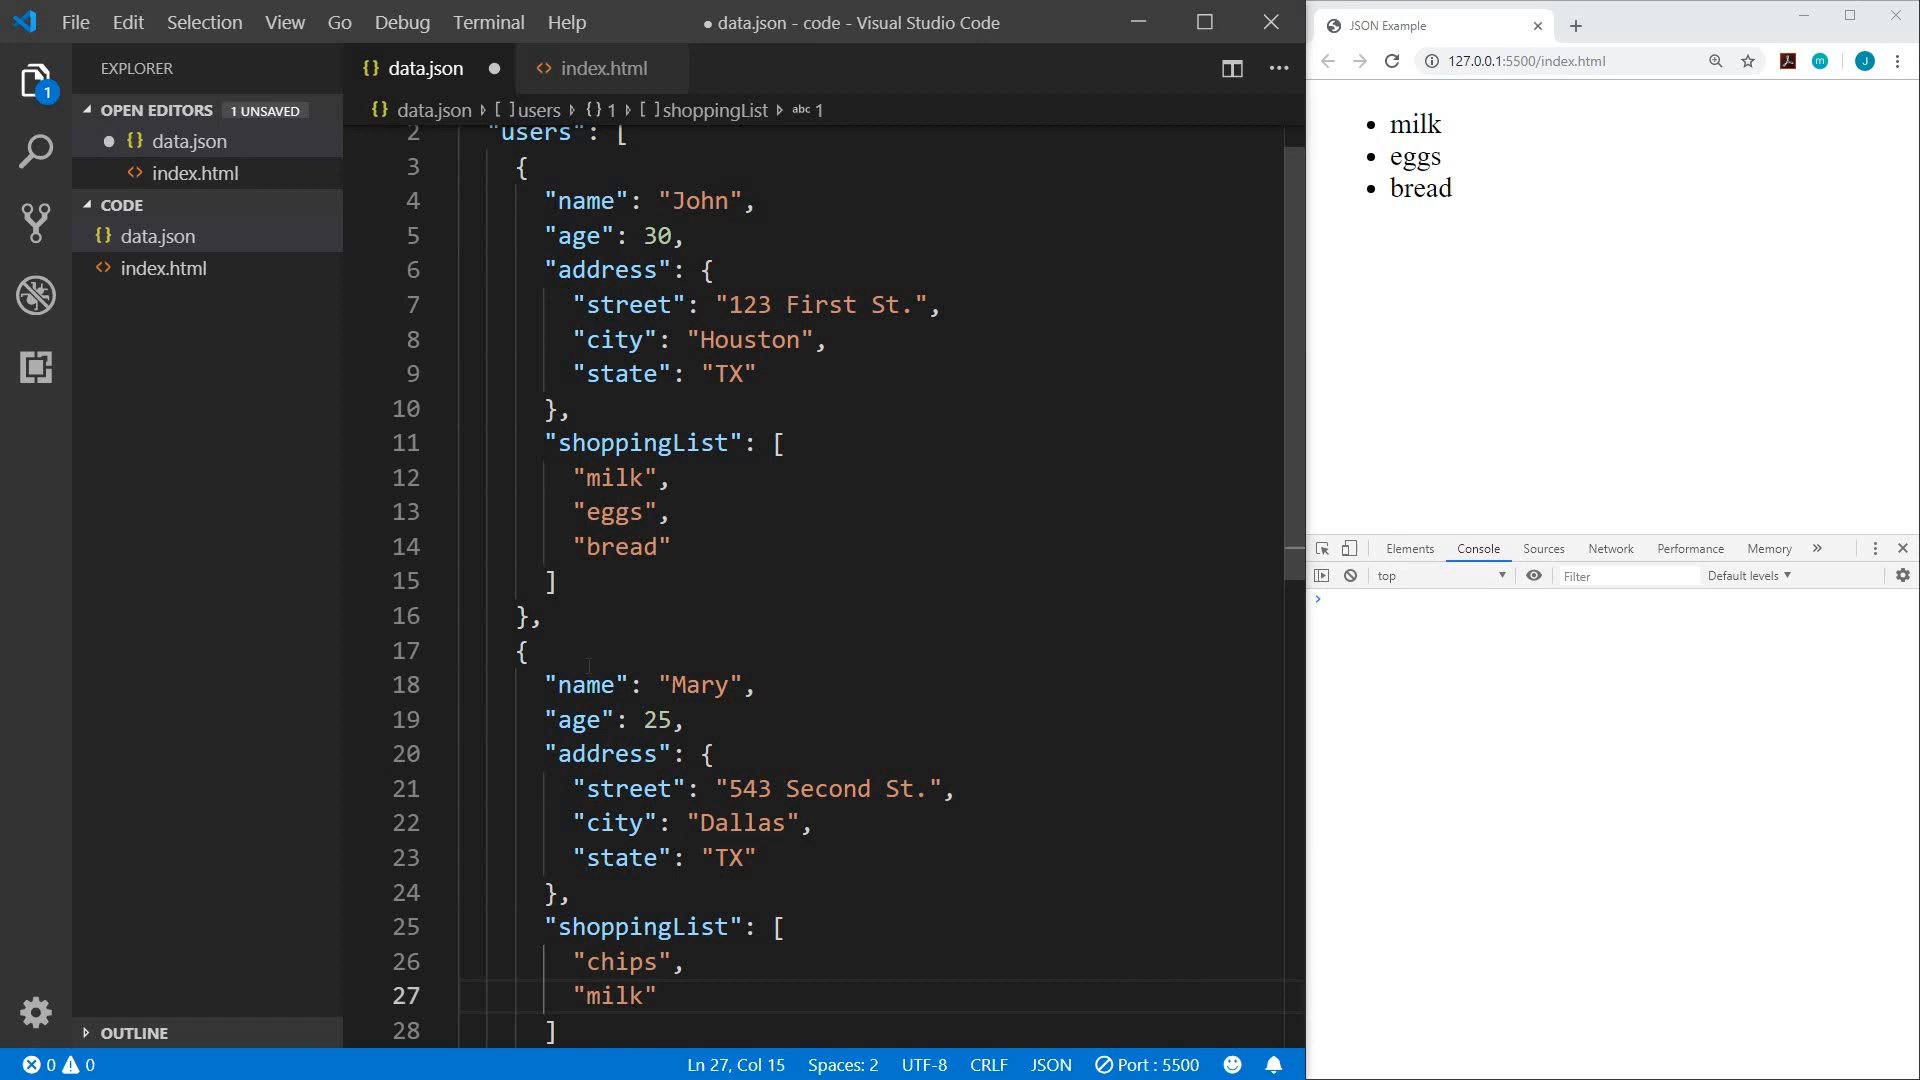 File Edit Selection View Go Debug Terminal Help
● data.json - code - Visual Studio Code
EXPLORER
OPEN EDITORS 1 UNSAVED
● {} data.json
<> index.html
CODE
{} data.json
<> index.html
OUTLINE
1
{} data.json ●
<> index.html
{} data.json › [ ] users › {} 1 › [ ] shoppingList › abc 1
2 "users": [
3 {
4 "name": "John",
5 "age": 30,
6 "address": {
7 "street": "123 First St.",
8 "city": "Houston",
9 "state": "TX"
10 },
11 "shoppingList": [
12 "milk",
13 "eggs",
14 "bread"
15 ]
16 },
17 {
18 "name": "Mary",
19 "age": 25,
20 "address": {
21 "street": "543 Second St.",
22 "city": "Dallas",
23 "state": "TX"
24 },
25 "shoppingList": [
26 "chips",
27 "milk"
28 ]
0 0
Ln 27, Col 15 Spaces: 2 UTF-8 CRLF JSON Port : 5500
JSON Example
127.0.0.1:5500/index.html
m
J
• milk
• eggs
• bread
Elements Console Sources Network Performance Memory »
top Filter Default levels ▼
›